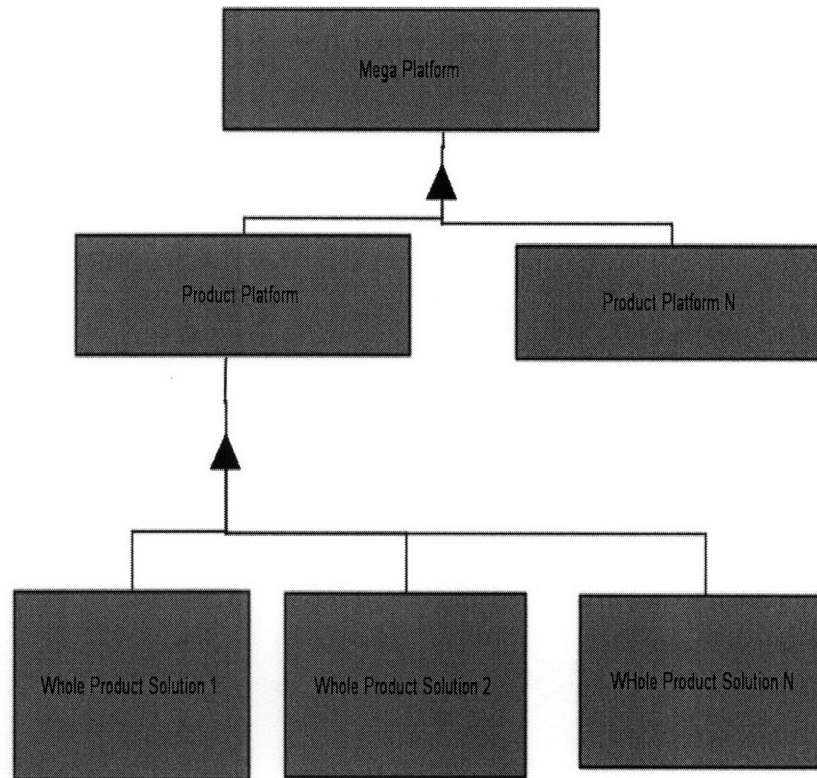 Mega Platform
Product Platform
Product Platform N
Whole Product Solution 1
Whole Product Solution 2
WHole Product Solution N